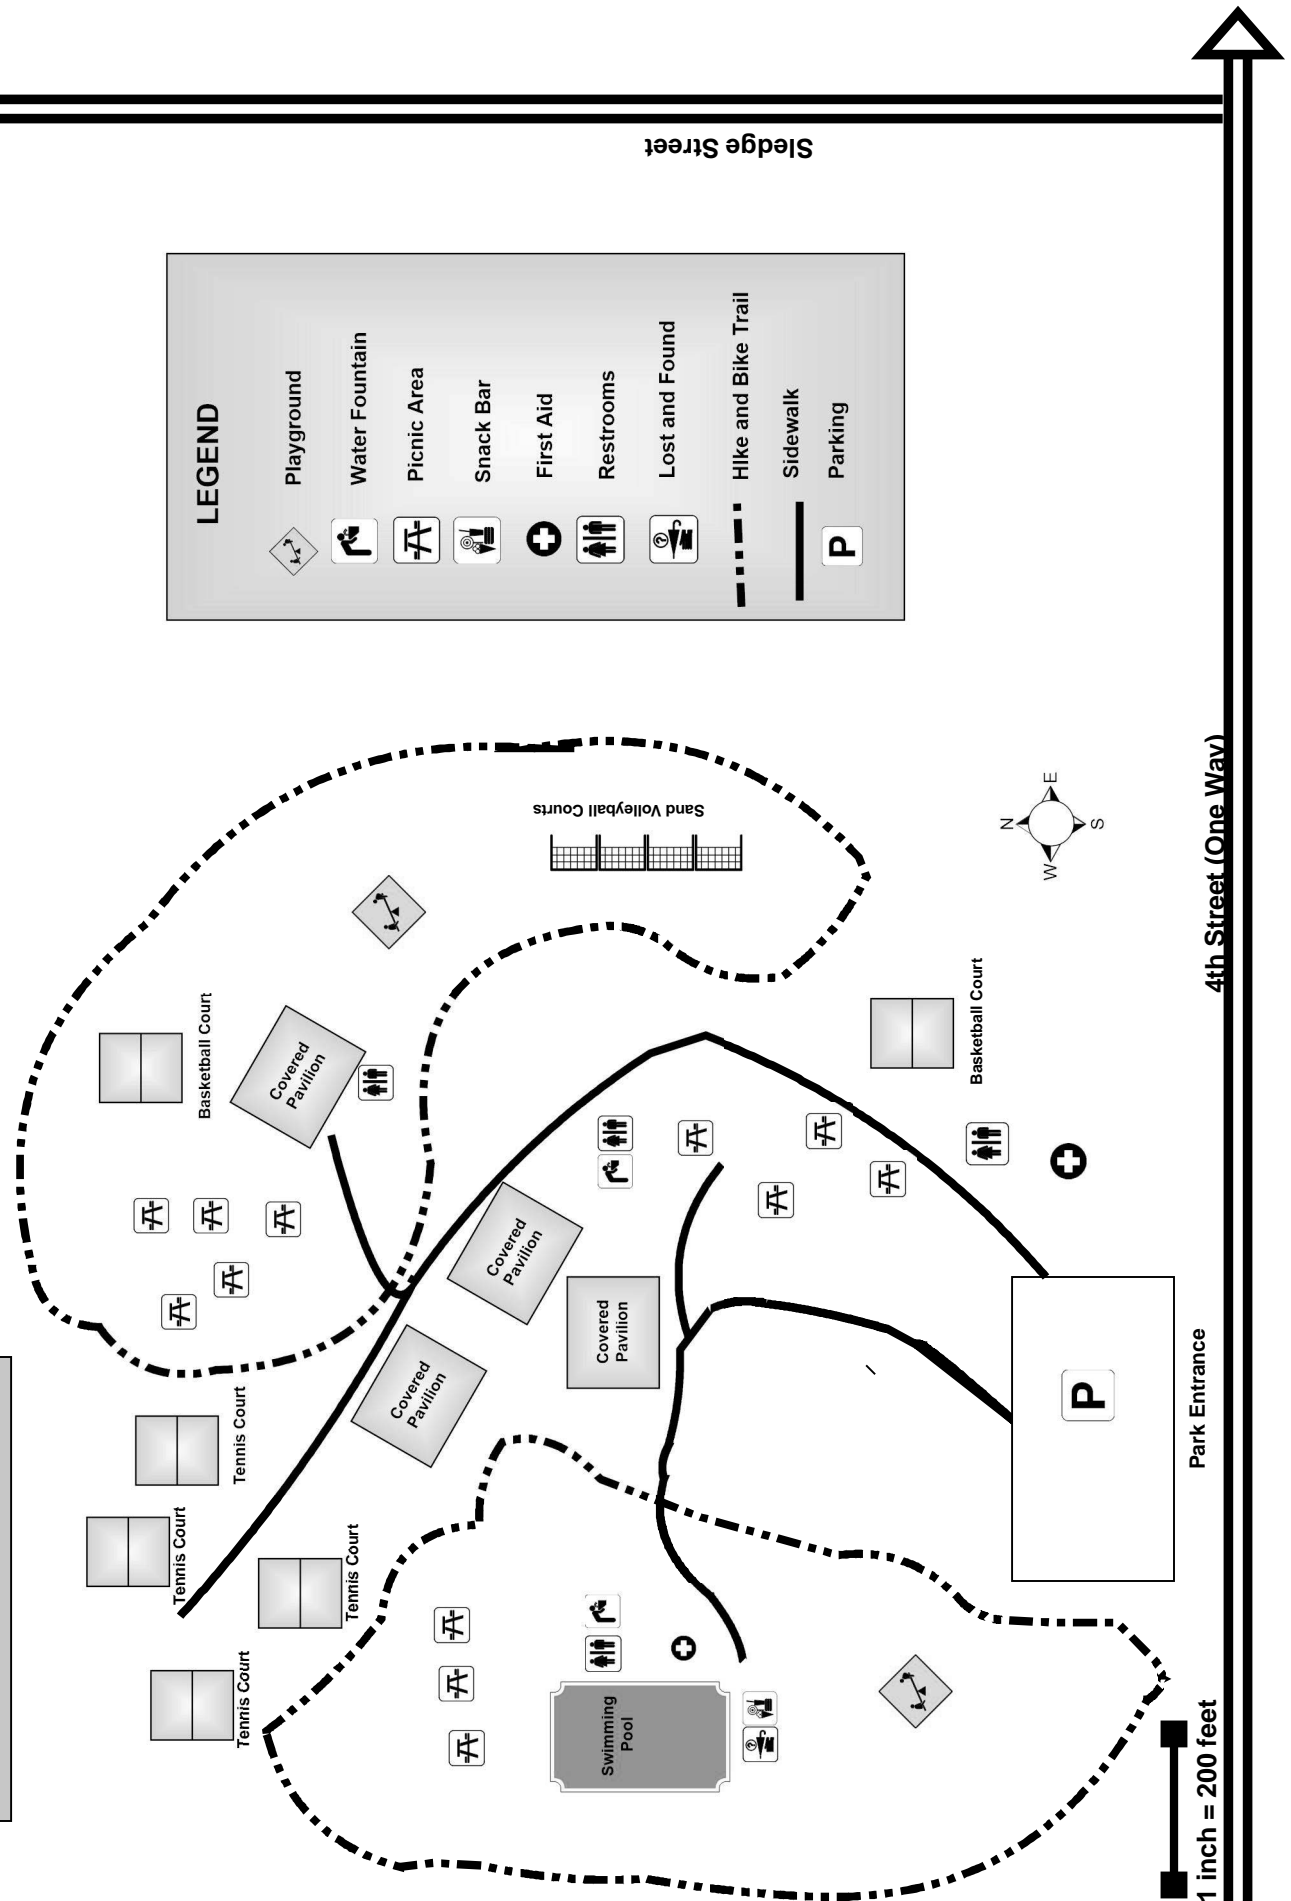 Sledge Street
LEGEND
Playground
Water Fountain
Picnic Area
Snack Bar
First Aid
Restrooms
Lost and Found
HIke and Bike Trail
Sidewalk
P
Parking
Sand Volleyball Courts
N
E
S
W
4th Street (One Way)
Basketball Court
Covered
Pavilion
Basketball Court
Covered
Pavilion
Covered
Pavilion
Covered
Pavilion
Tennis Court
Tennis Court
Tennis Court
Tennis Court
P
Park Entrance
Swimming
Pool
1 inch = 200 feet